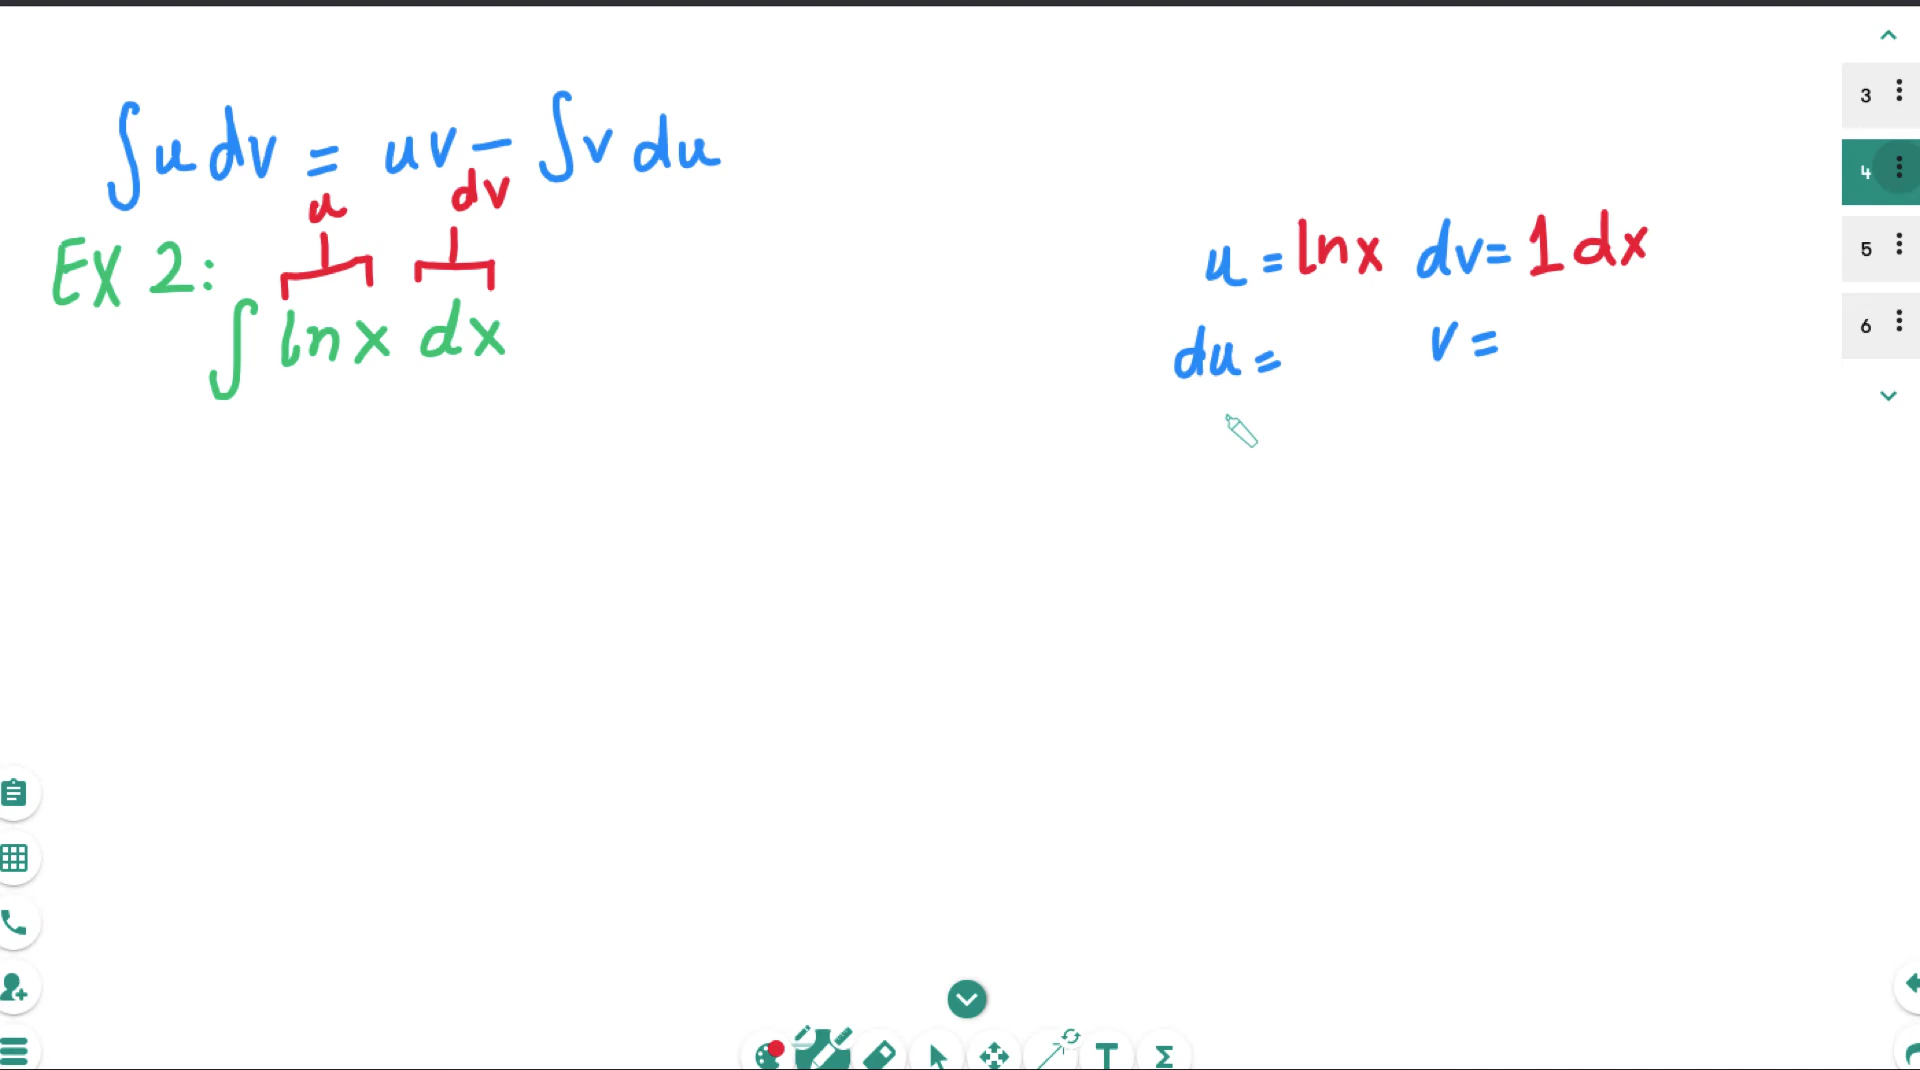 ∫u dv = uv − ∫v du
u dv
EX 2:
∫ ln x dx
u = ln x dv = 1 dx
du = v =
3
4
5
6
T
Σ